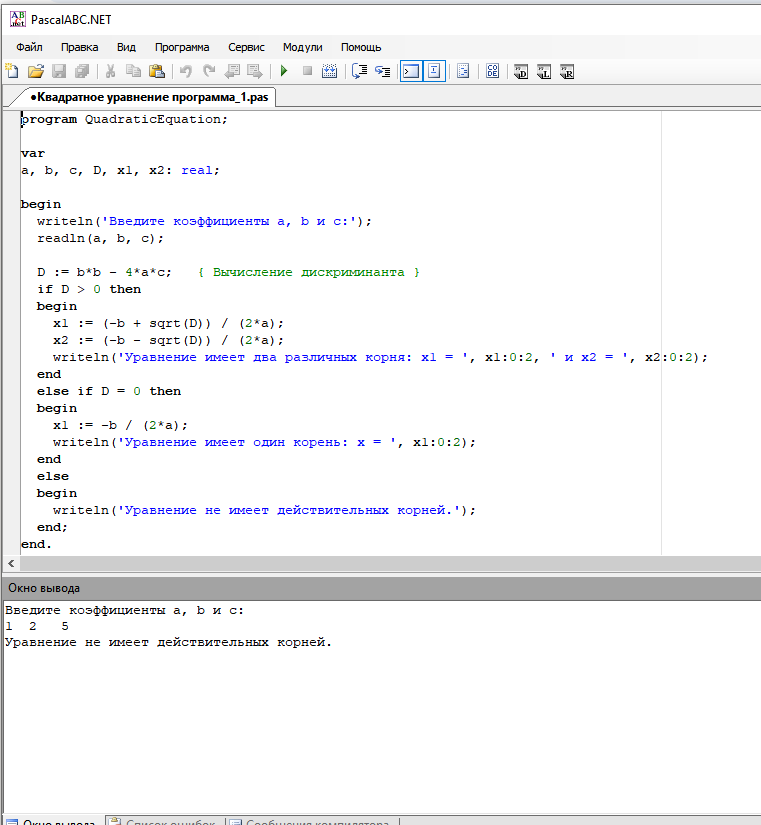 PascalABC.NET
Файл Правка Вид Программа Сервис Модули Помощь
•Квадратное уравнение программа_1.pas
program QuadraticEquation;
var
a, b, c, D, x1, x2: real;
begin
writeln('Введите коэффициенты a, b и c:');
readln(a, b, c);
D := b*b - 4*a*c; { Вычисление дискриминанта }
if D > 0 then
begin
x1 := (-b + sqrt(D)) / (2*a);
x2 := (-b - sqrt(D)) / (2*a);
writeln('Уравнение имеет два различных корня: x1 = ', x1:0:2, ' и x2 = ', x2:0:2);
end
else if D = 0 then
begin
x1 := -b / (2*a);
writeln('Уравнение имеет один корень: x = ', x1:0:2);
end
else
begin
writeln('Уравнение не имеет действительных корней.');
end;
end.
Окно вывода
Введите коэффициенты a, b и c:
1 2 5
Уравнение не имеет действительных корней.
Окно вывода Список ошибок Сообщения компилятора